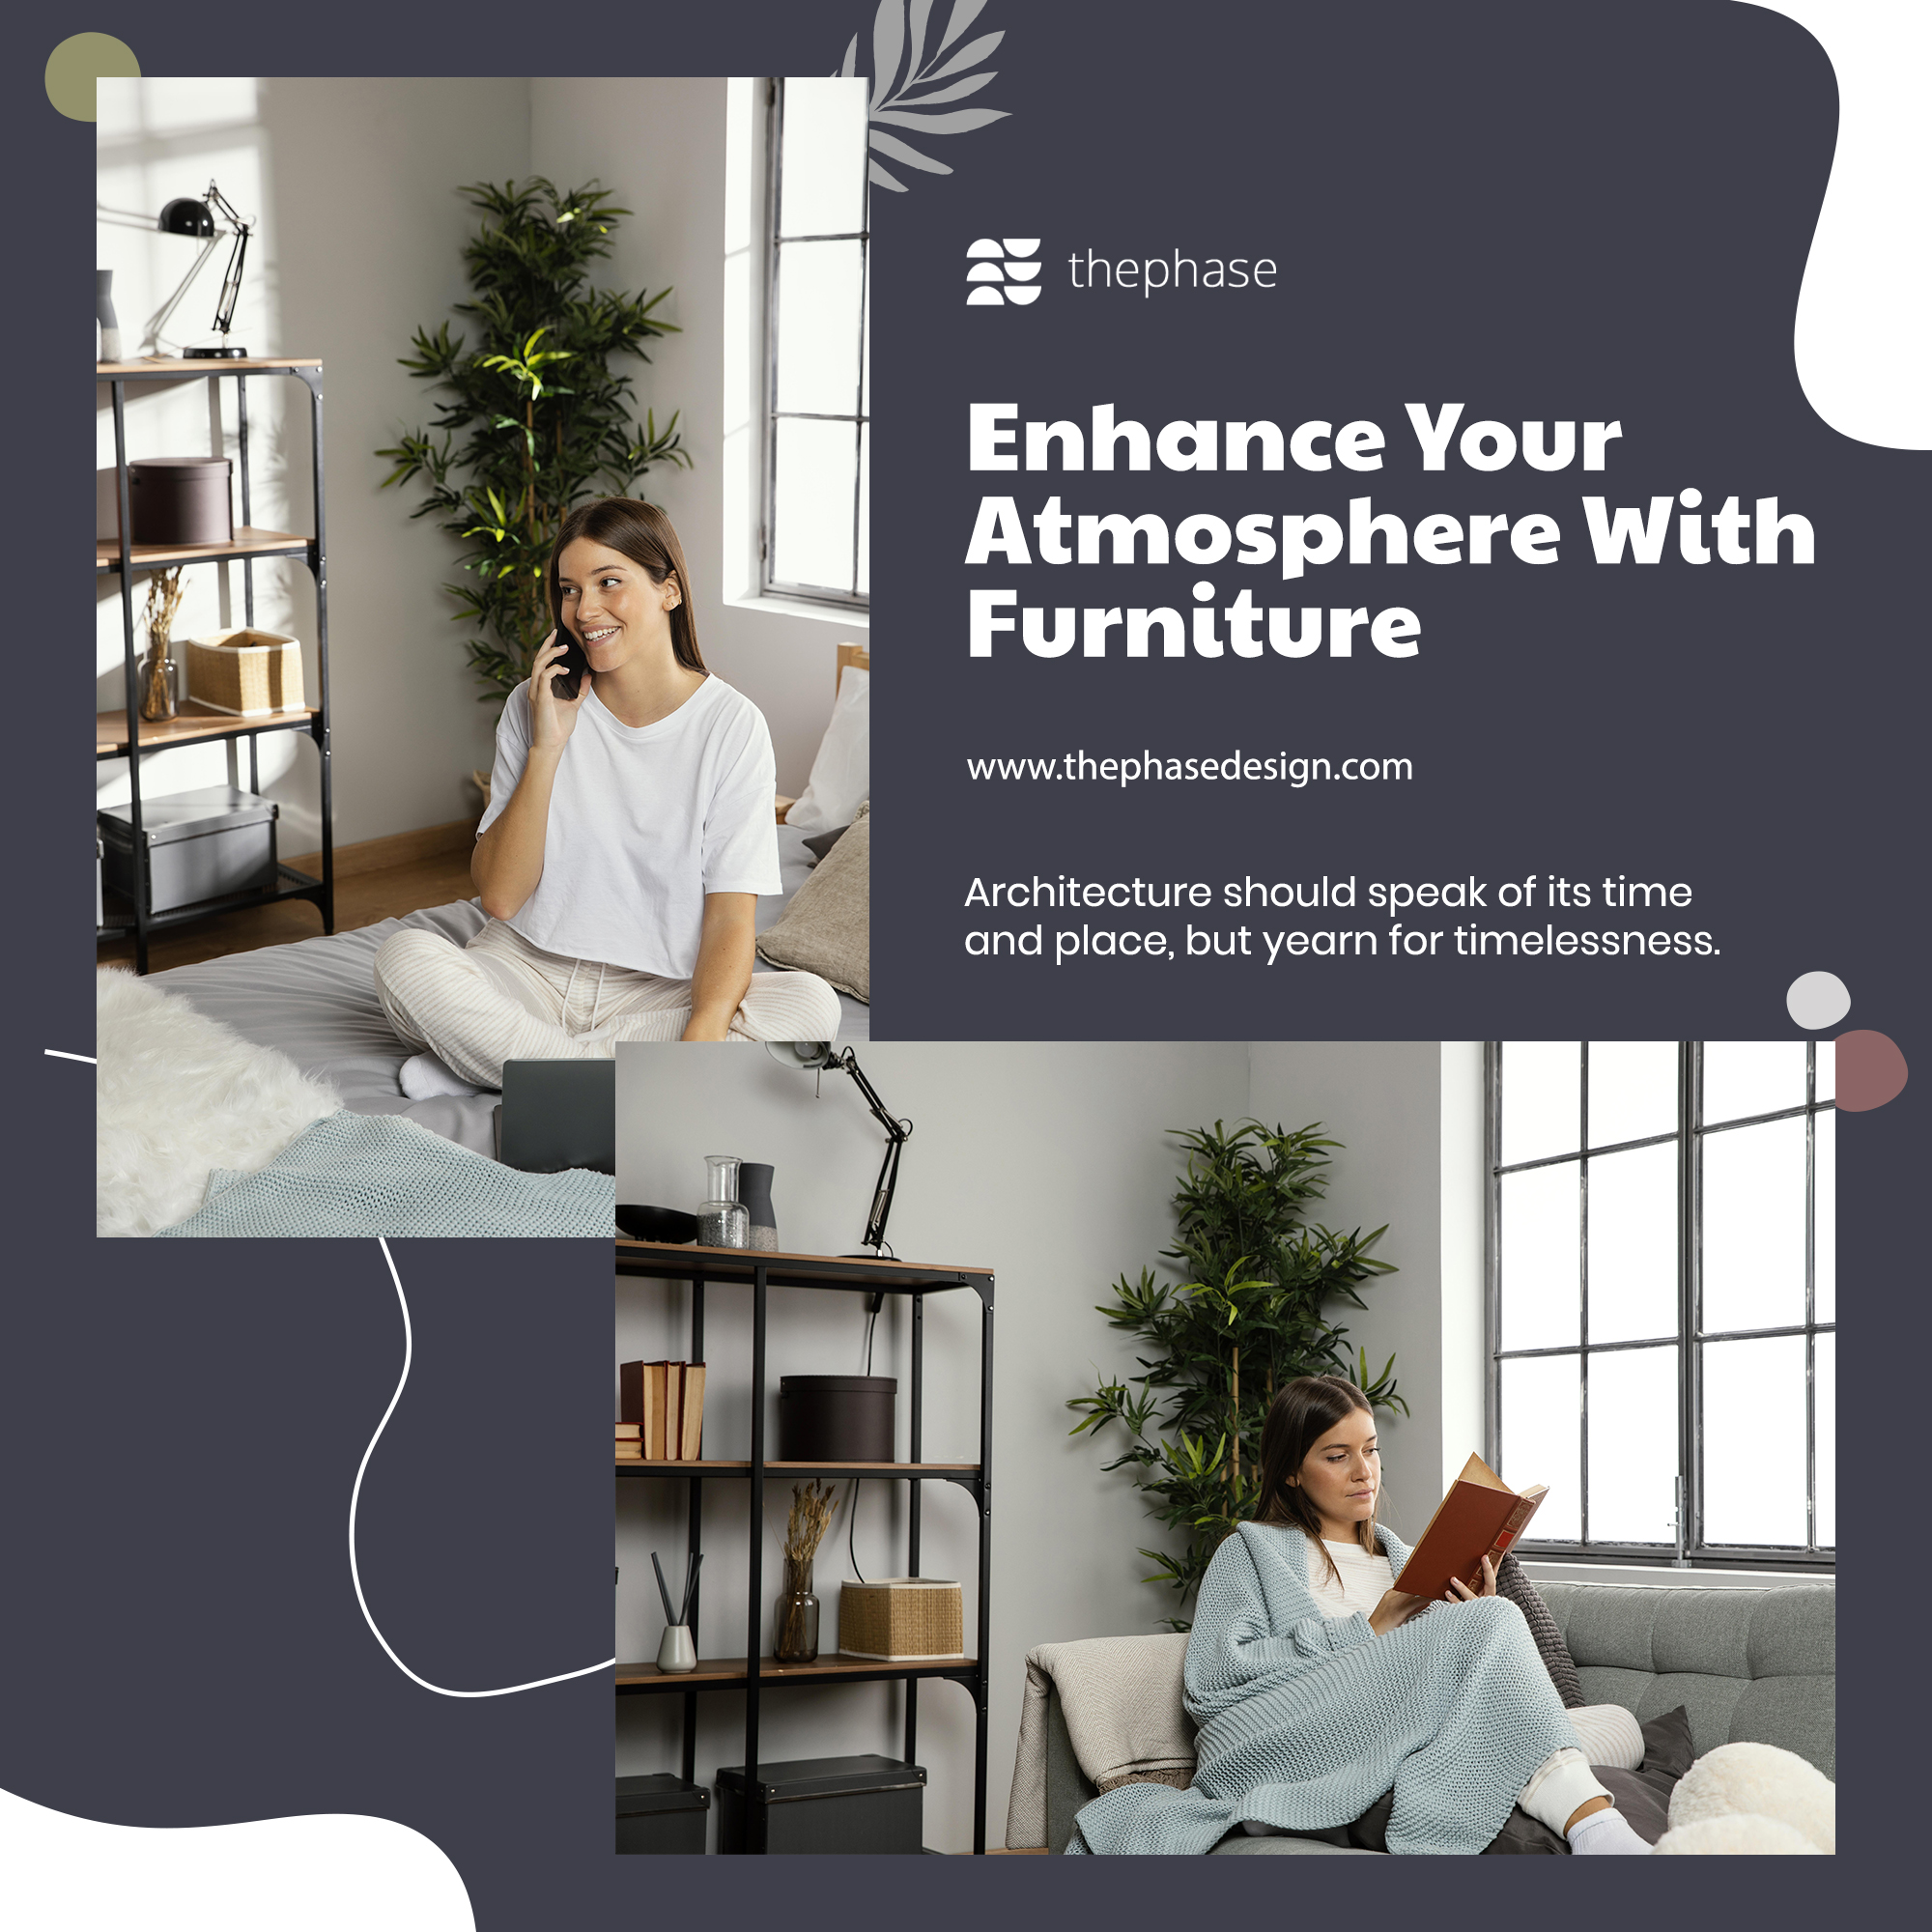 thephase
Enhance Your
Atmosphere With
Furniture
www.thephasedesign.com
Architecture should speak of its time
and place, but yearn for timelessness.